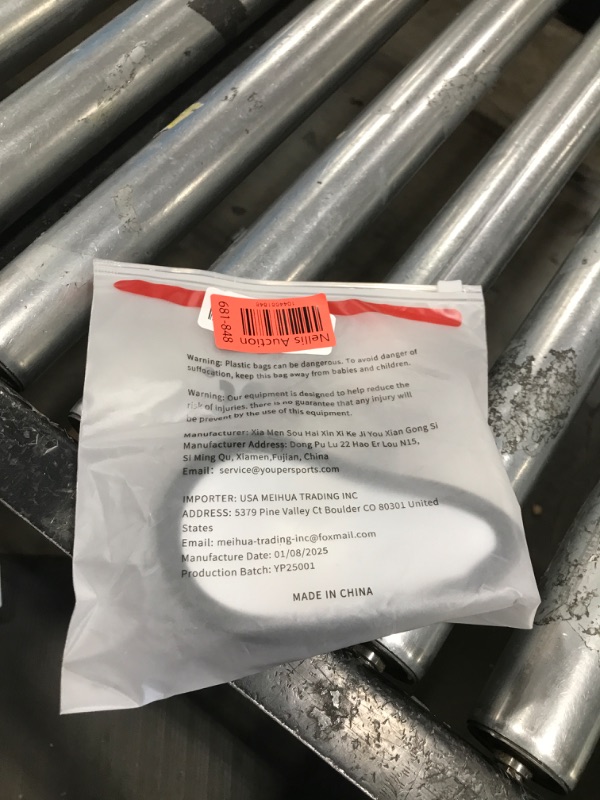 681-848
Nellis Auction
Warning: Plastic bags can be dangerous. To avoid danger of
suffocation, keep this bag away from babies and children.
Warning: Our equipment is designed to help reduce the
risk of injuries. There is no guarantee that any injury will
be prevent by the use of this equipment.
Manufacturer: Xia Men Sou Hai Xin Xi Ke Ji You Xian Gong Si
Manufacturer Address: Dong Pu Lu 22 Hao Er Lou N15,
Si Ming Qu, Xiamen,Fujian, China
Email: service@youpersports.com
IMPORTER: USA MEIHUA TRADING INC
ADDRESS: 5379 Pine Valley Ct Boulder CO 80301 United
States
Email: meihua-trading-inc@foxmail.com
Manufacture Date: 01/08/2025
Production Batch: YP25001
MADE IN CHINA